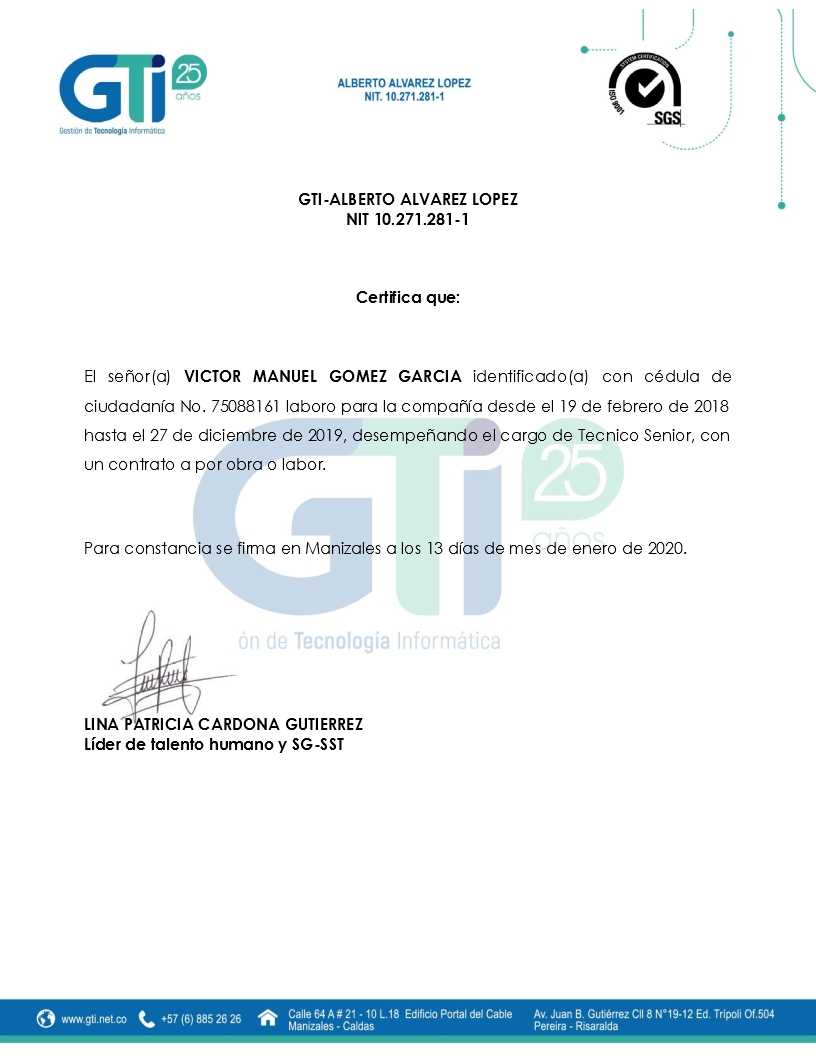 GTi 25
años
Gestión de Tecnología Informática
ALBERTO ALVAREZ LOPEZ
NIT. 10.271.281-1
SYSTEM CERTIFICATION
ISO 9001
SGS
GTI-ALBERTO ALVAREZ LOPEZ
NIT 10.271.281-1
Certifica que:
El señor(a) VICTOR MANUEL GOMEZ GARCIA identificado(a) con cédula de
ciudadanía No. 75088161 laboro para la compañía desde el 19 de febrero de 2018
hasta el 27 de diciembre de 2019, desempeñando el cargo de Tecnico Senior, con
un contrato a por obra o labor.
GTi 25
años
Para constancia se firma en Manizales a los 13 días de mes de enero de 2020.
ón de Tecnología Informática
LINA PATRICIA CARDONA GUTIERREZ
Líder de talento humano y SG-SST
www.gti.net.co +57 (6) 885 26 26
Calle 64 A # 21 - 10 L.18 Edificio Portal del Cable
Manizales - Caldas
Av. Juan B. Gutiérrez Cll 8 N°19-12 Ed. Trípoli Of.504
Pereira - Risaralda